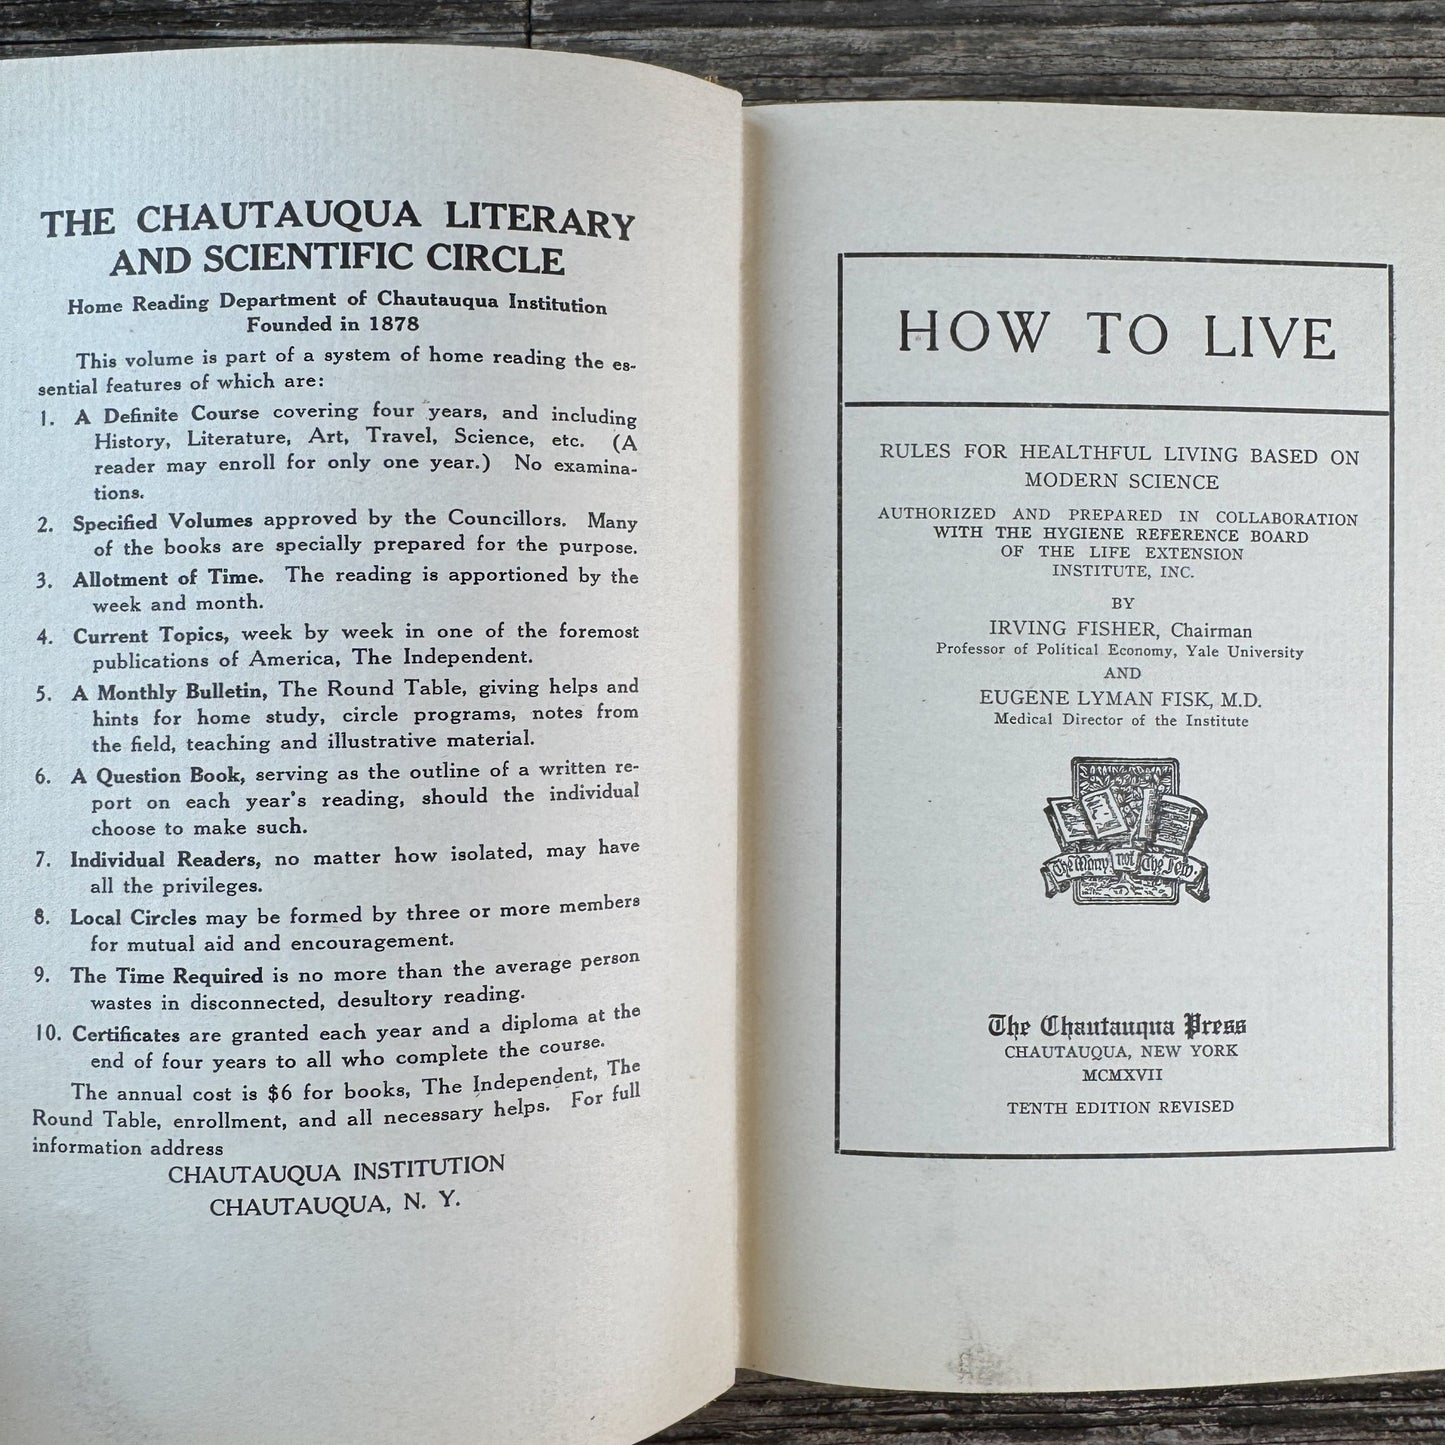 THE CHAUTAUQUA LITERARY
AND SCIENTIFIC CIRCLE
Home Reading Department of Chautauqua Institution
Founded in 1878
This volume is part of a system of home reading the es-
sential features of which are:
1. A Definite Course covering four years, and including
History, Literature, Art, Travel, Science, etc. (A
reader may enroll for only one year.) No examina-
tions.
2. Specified Volumes approved by the Councillors. Many
of the books are specially prepared for the purpose.
3. Allotment of Time. The reading is apportioned by the
week and month.
4. Current Topics, week by week in one of the foremost
publications of America, The Independent.
5. A Monthly Bulletin, The Round Table, giving helps and
hints for home study, circle programs, notes from
the field, teaching and illustrative material.
6. A Question Book, serving as the outline of a written re-
port on each year's reading, should the individual
choose to make such.
7. Individual Readers, no matter how isolated, may have
all the privileges.
8. Local Circles may be formed by three or more members
for mutual aid and encouragement.
9. The Time Required is no more than the average person
wastes in disconnected, desultory reading.
10. Certificates are granted each year and a diploma at the
end of four years to all who complete the course.
The annual cost is $6 for books, The Independent, The
Round Table, enrollment, and all necessary helps. For full
information address
CHAUTAUQUA INSTITUTION
CHAUTAUQUA, N. Y.
HOW TO LIVE
RULES FOR HEALTHFUL LIVING BASED ON
MODERN SCIENCE
AUTHORIZED AND PREPARED IN COLLABORATION
WITH THE HYGIENE REFERENCE BOARD
OF THE LIFE EXTENSION
INSTITUTE, INC.
BY
IRVING FISHER, Chairman
Professor of Political Economy, Yale University
AND
EUGENE LYMAN FISK, M.D.
Medical Director of the Institute
The Many not The Few.
The Chautauqua Press
CHAUTAUQUA, NEW YORK
MCMXVII
TENTH EDITION REVISED